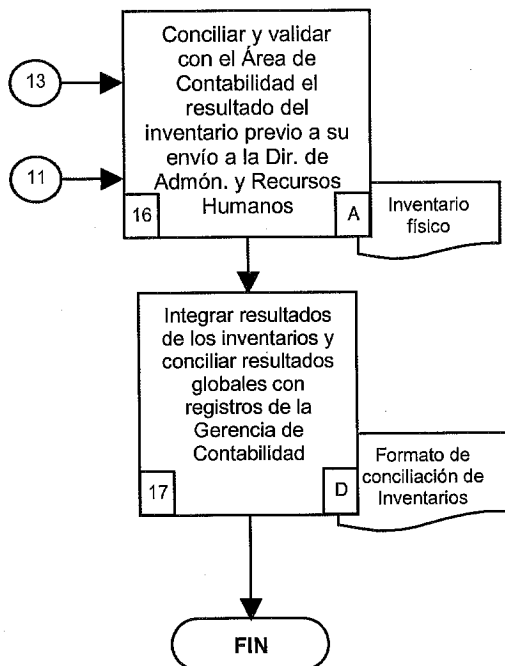 Conciliar y validar
con el Área de
Contabilidad el
resultado del
inventario previo a su
envío a la Dir. de
Admón. y Recursos
Humanos
13
11
16
A
Inventario
físico
Integrar resultados
de los inventarios y
conciliar resultados
globales con
registros de la
Gerencia de
Contabilidad
17
D
Formato de
conciliación de
Inventarios
FIN